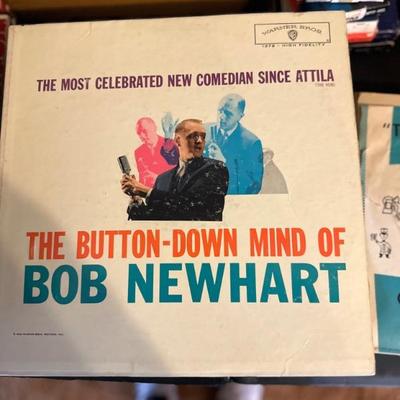 WARNER BROS.
1379 - HIGH FIDELITY
THE MOST CELEBRATED NEW COMEDIAN SINCE ATTILA
(THE HUN)
THE BUTTON-DOWN MIND OF
BOB NEWHART
"T